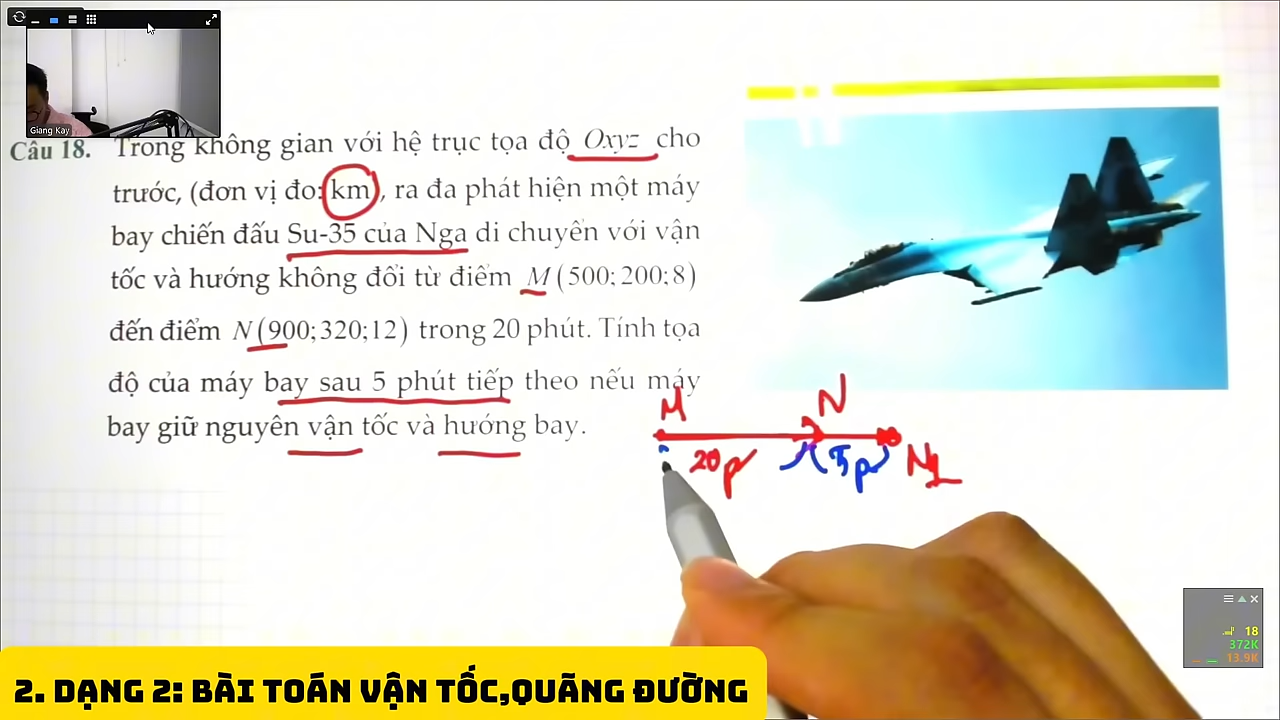 Giang Kay
Câu 18. Trong không gian với hệ trục tọa độ Oxyz cho
trước, (đơn vị đo: km), ra đa phát hiện một máy
bay chiến đấu Su-35 của Nga di chuyển với vận
tốc và hướng không đổi từ điểm M(500;200;8)
đến điểm N(900;320;12) trong 20 phút. Tính tọa
độ của máy bay sau 5 phút tiếp theo nếu máy
bay giữ nguyên vận tốc và hướng bay.
M N
20p 5p N1
18
372K
13.9K
2. DẠNG 2: BÀI TOÁN VẬN TỐC,QUÃNG ĐƯỜNG